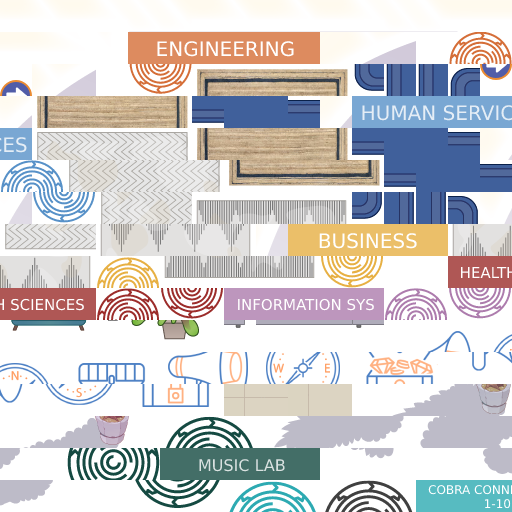 ENGINEERING
HUMAN SERVIC
CES
BUSINESS
HEALTH
H SCIENCES
INFORMATION SYS
N
S
W E
MUSIC LAB
COBRA CONN
1-10